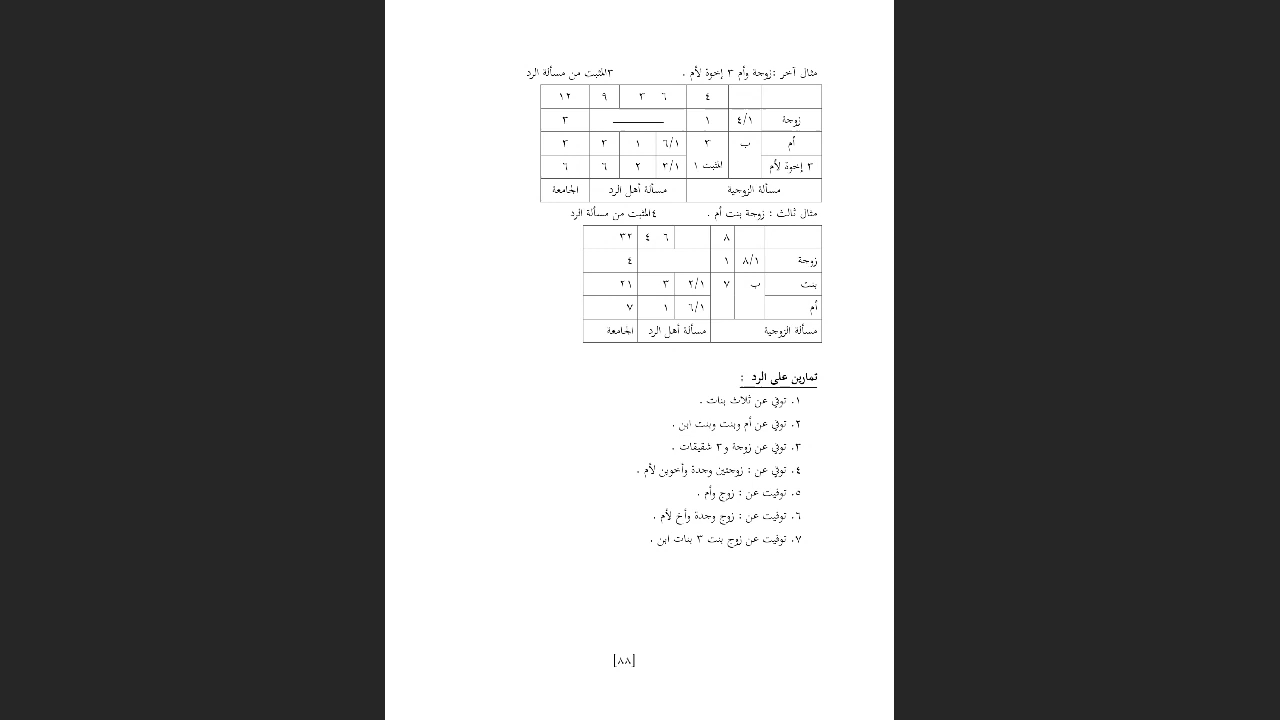 مثال آخر :زوجة وأم ٣ إخوة لأم . ٣المثبت من مسألة الرد
٤ ٦ ٣ ٩ ١٢
زوجة ٤/١ ١ ٣
أم ب ٣ ٦/١ ١ ٣ ٣
٣ إخوة لأم المثبت ١ ٣/١ ٢ ٦ ٦
مسألة الزوجية مسألة أهل الرد الجامعة
مثال ثالث : زوجة بنت أم . ٤المثبت من مسألة الرد
٨ ٦ ٤ ٣٢
زوجة ٨/١ ١ ٤
بنت ب ٧ ٢/١ ٣ ٢١
أم ٦/١ ١ ٧
مسألة الزوجية مسألة أهل الرد الجامعة
تمارين على الرد :
١. توفي عن ثلاث بنات .
٢. توفي عن أم وبنت وبنت ابن .
٣. توفي عن زوجة و٣ شقيقات .
٤. توفي عن : زوجتين وجدة وأخوين لأم .
٥. توفيت عن : زوج وأم .
٦. توفيت عن : زوج وجدة وأخ لأم .
٧. توفيت عن زوج بنت ٣ بنات ابن .
[٨٨]